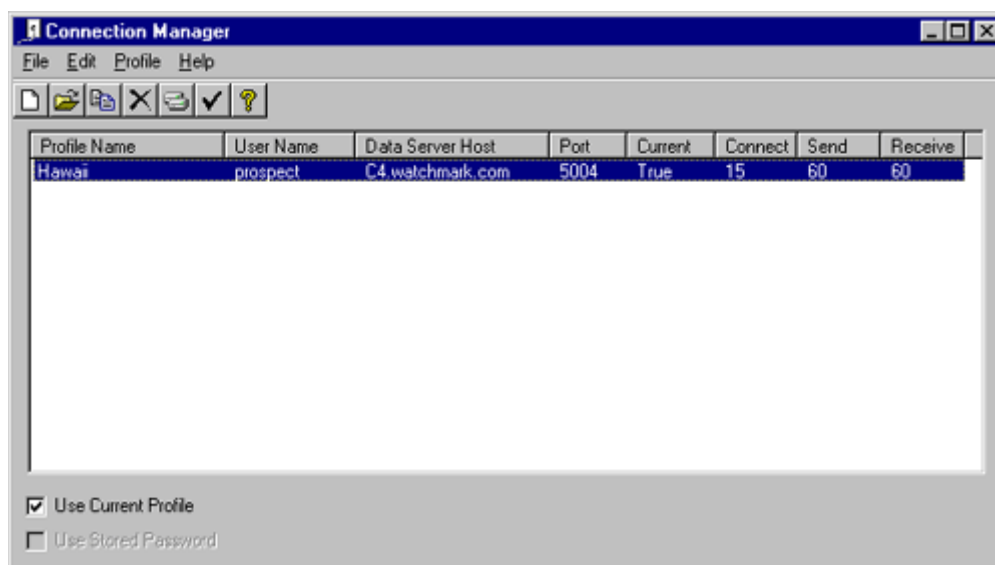 Connection Manager
File Edit Profile Help
Profile Name User Name Data Server Host Port Current Connect Send Receive
Hawaii prospect C4.watchmark.com 5004 True 15 60 60
Use Current Profile
Use Stored Password